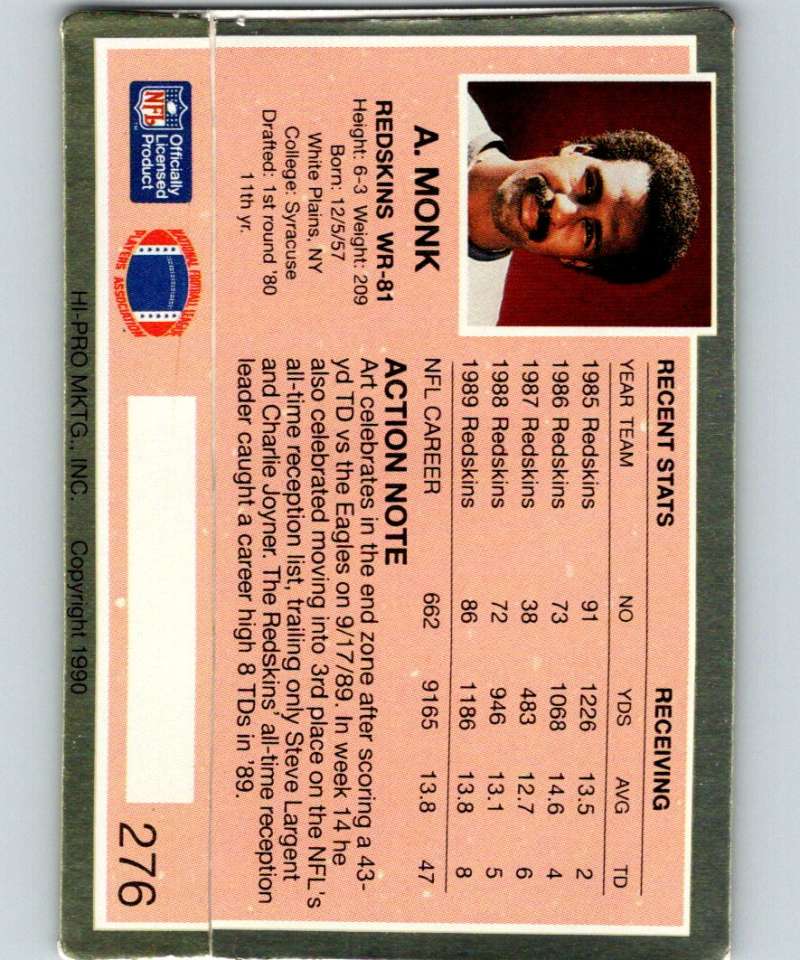 A. MONK
REDSKINS WR-81
Height: 6-3 Weight: 209
Born: 12/5/57
White Plains, NY
College: Syracuse
Drafted: 1st round '80
11th yr.
RECENT STATS RECEIVING
YEAR TEAM NO YDS AVG TD
1985 Redskins 91 1226 13.5 2
1986 Redskins 73 1068 14.6 4
1987 Redskins 38 483 12.7 6
1988 Redskins 72 946 13.1 5
1989 Redskins 86 1186 13.8 8
NFL CAREER 662 9165 13.8 47
ACTION NOTE
Art celebrates in the end zone after scoring a 43-
yd TD vs the Eagles on 9/17/89. In week 14 he
also celebrated moving into 3rd place on the NFL's
all-time reception list, trailing only Steve Largent
and Charlie Joyner. The Redskins' all-time reception
leader caught a career high 8 TDs in '89.
NFL
TM
Officially
Licensed
Product
NATIONAL FOOTBALL LEAGUE
PLAYERS ASSOCIATION
276
HI-PRO MKTG., INC. Copyright 1990